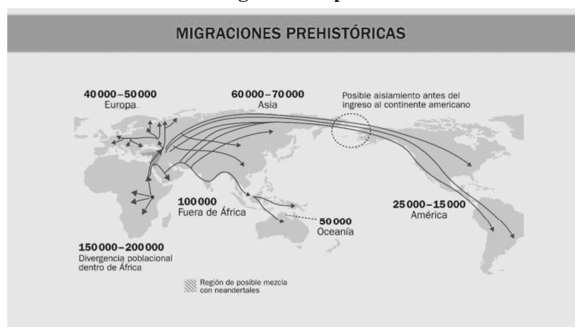 MIGRACIONES PREHISTÓRICAS
40 000 – 50 000
Europa
60 000 – 70 000
Asia
Posible aislamiento antes del
ingreso al continente americano
100 000
Fuera de África
50 000
Oceanía
25 000 – 15 000
América
150 000 – 200 000
Divergencia poblacional
dentro de África
Región de posible mezcla
con neandertales